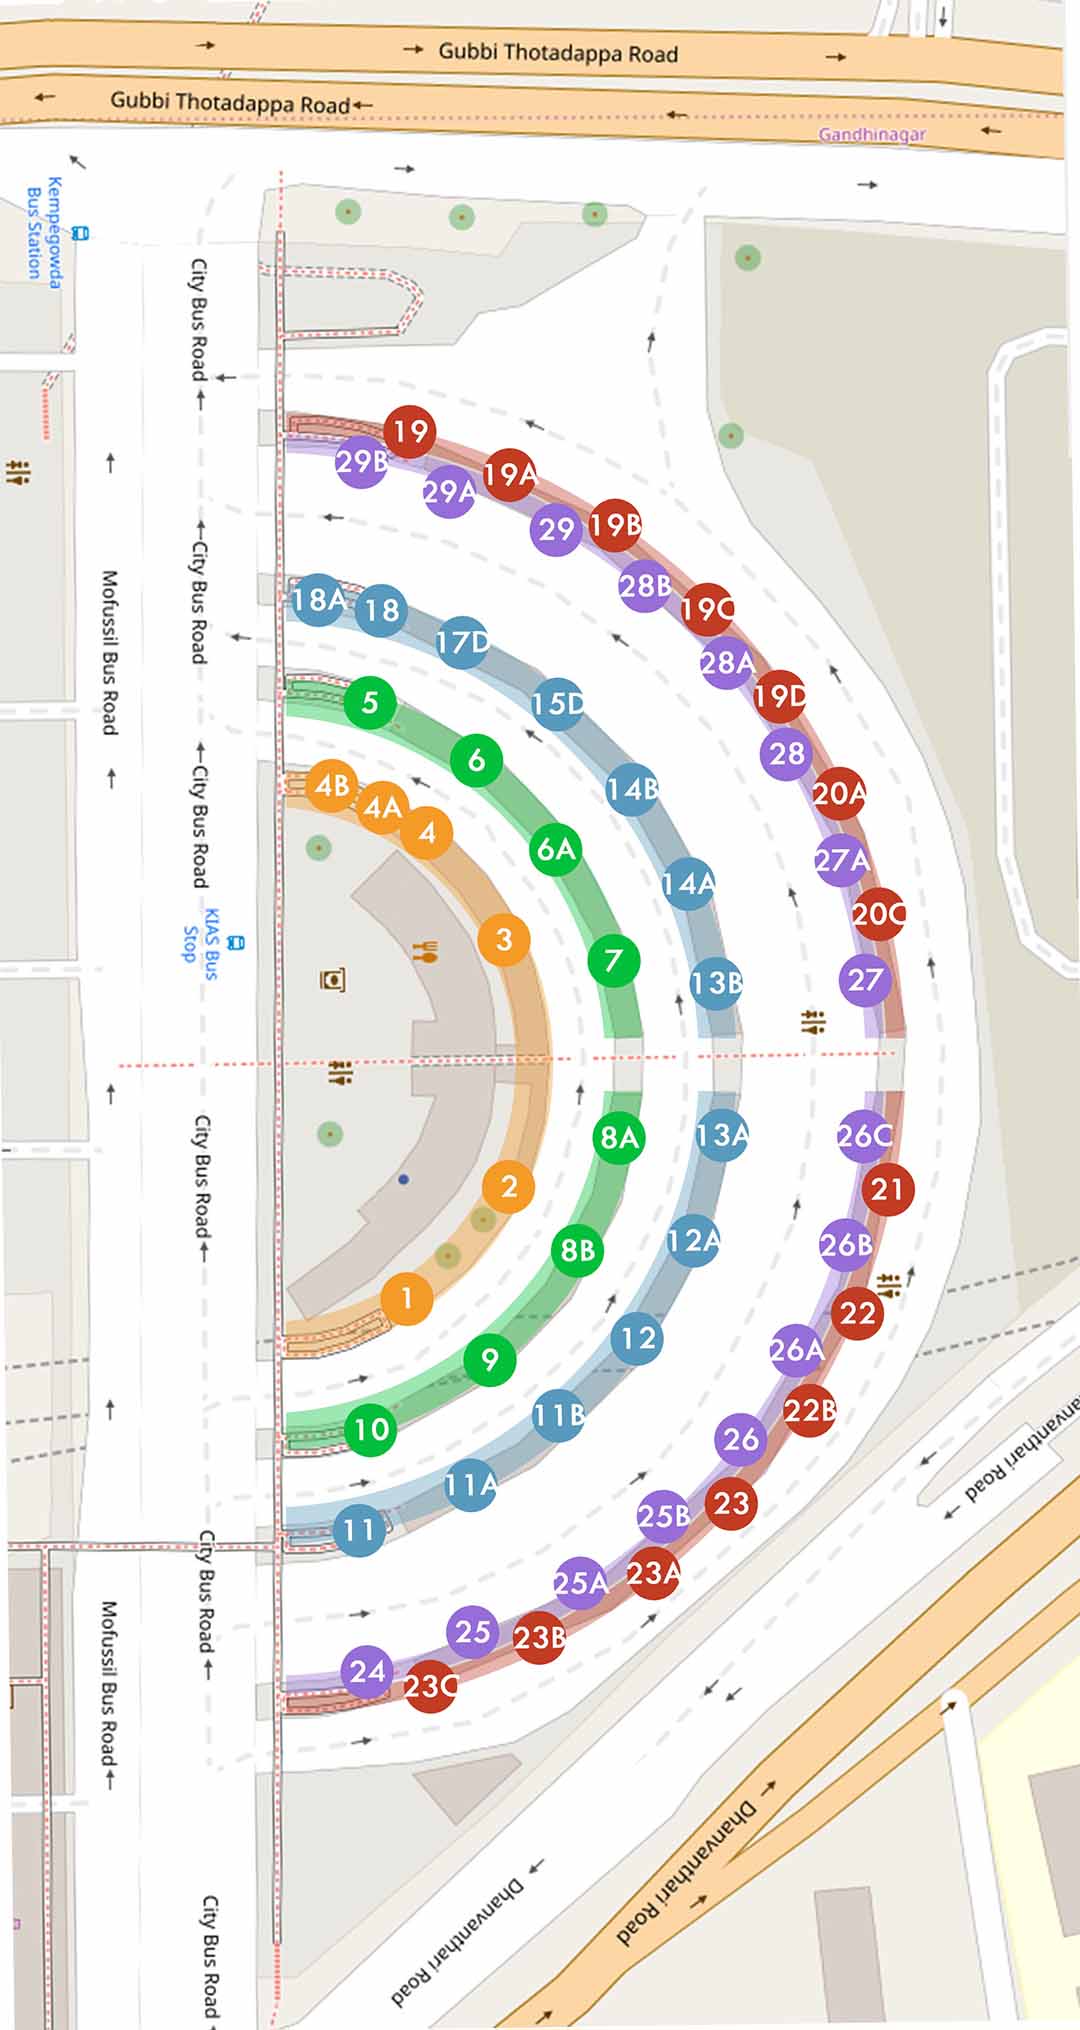 Gubbi Thotadappa Road
Gubbi Thotadappa Road
Gandhinagar
Kempegowda
Bus Station
City Bus Road
19
29B
19A
29A
19B
29
28B
18A
18
19C
17D
28A
City Bus Road
Mofussil Bus Road
5
15D
19D
6
28
4B
14B
20A
4A
4
City Bus Road
6A
27A
14A
20C
3
KIAS Bus
Stop
7
13B
27
City Bus Road
8A
13A
26C
2
21
12A
26B
8B
1
22
12
26A
9
22B
11B
10
26
11A
23
25B
11
City Bus Road
23A
25A
25
23B
24
23C
Mofussil Bus Road
Dhanvanthari Road
Dhanvanthari Road
Dhanvanthari Road
City Bus Road